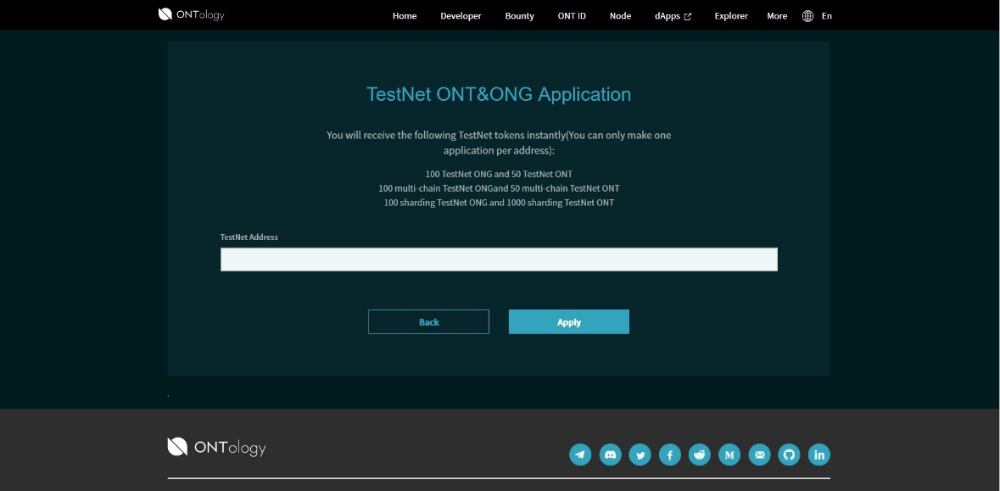 ONTology
Home Developer Bounty ONT ID Node dApps Explorer More En
TestNet ONT&ONG Application
You will receive the following TestNet tokens instantly(You can only make one
application per address):
100 TestNet ONG and 50 TestNet ONT
100 multi-chain TestNet ONGand 50 multi-chain TestNet ONT
100 sharding TestNet ONG and 1000 sharding TestNet ONT
TestNet Address
Back Apply
ONTology